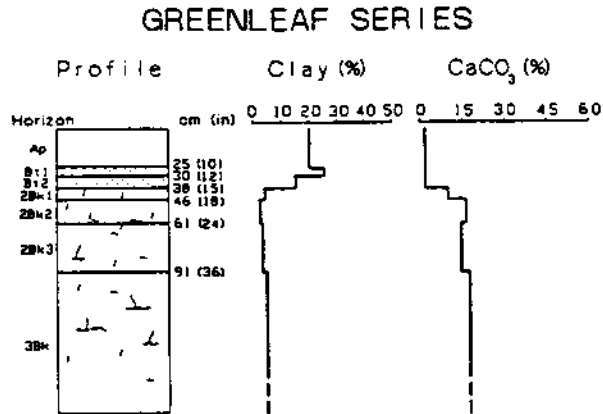 GREENLEAF SERIES
Profile Clay (%) CaCO3 (%)
Horizon cm (in) 0 10 20 30 40 50 0 15 30 45 60
Ap
25 (10)
Bt1
30 (12)
Bt2
38 (15)
2Bk1
46 (18)
2Bk2
61 (24)
2Bk3
91 (36)
3Bk